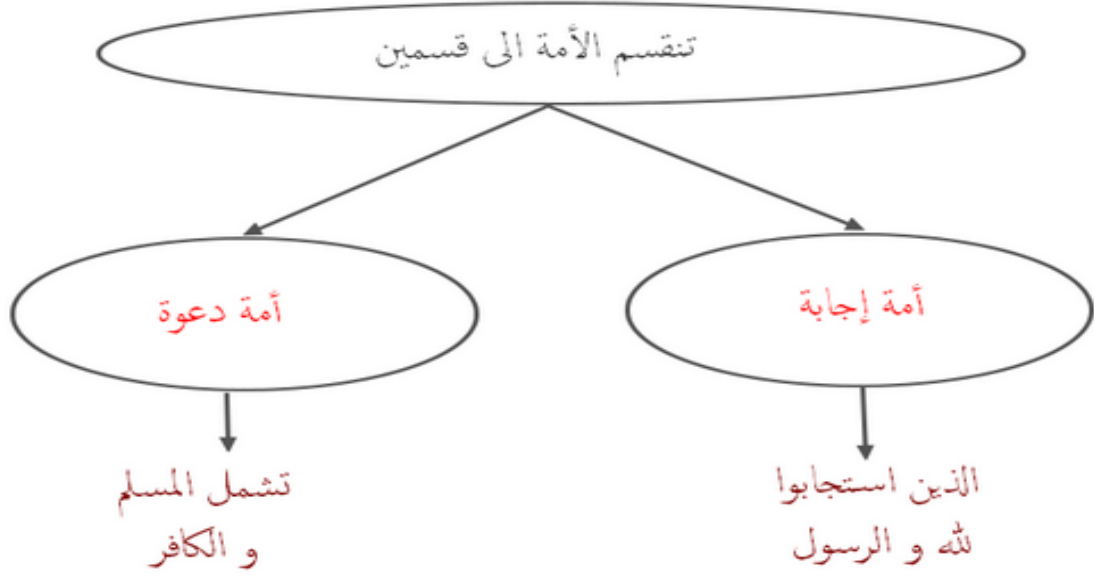 تنقسم الأمة الى قسمين
أمة إجابة
أمة دعوة
الذين استجابوا
لله و الرسول
تشمل المسلم
و الكافر